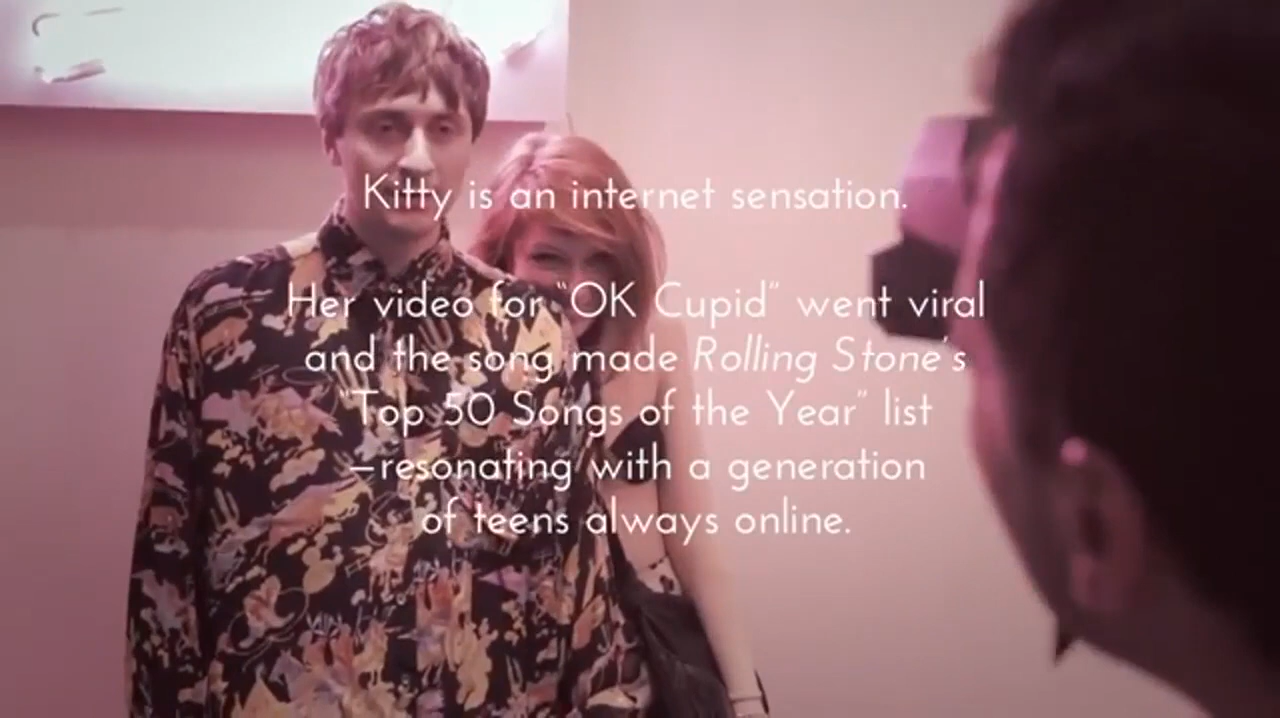 Kitty is an internet sensation.
Her video for “OK Cupid” went viral
and the song made Rolling Stone's
“Top 50 Songs of the Year” list
—resonating with a generation
of teens always online.